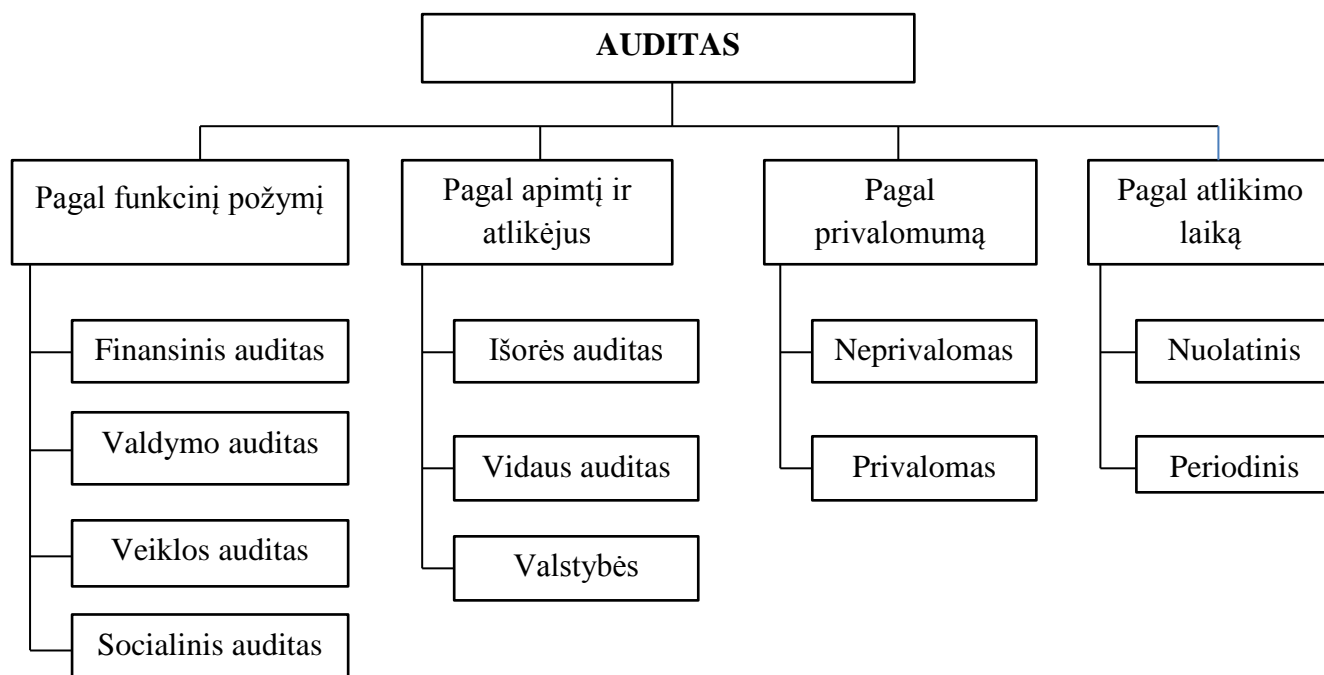 AUDITAS
Pagal funkcinį požymį
Finansinis auditas
Valdymo auditas
Veiklos auditas
Socialinis auditas
Pagal apimtį ir
atlikėjus
Išorės auditas
Vidaus auditas
Valstybės
Pagal
privalomumą
Neprivalomas
Privalomas
Pagal atlikimo
laiką
Nuolatinis
Periodinis